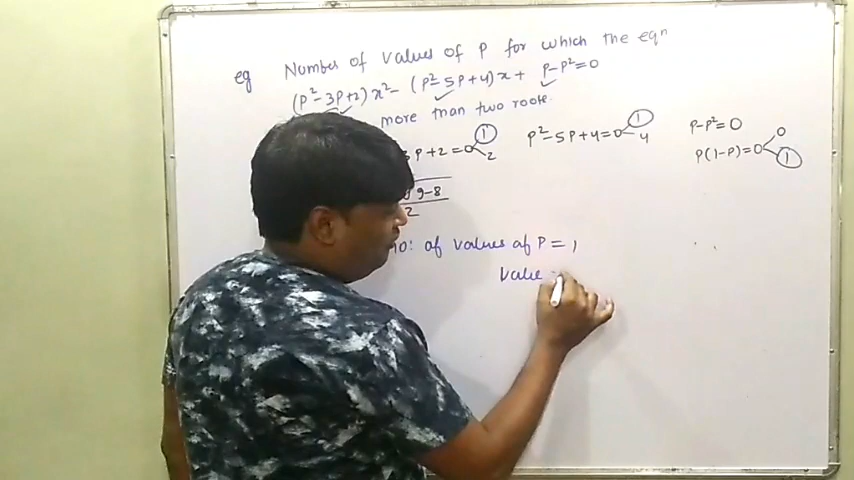 eg Number of values of P for which the eqn
(P²-3P+2)x²-(P²-5P+4)x+ P-P²=0
more than two roots.
P+2=0 1 2 P²-5P+4=0 1 4 P-P²=0
P(1-P)=0 0 1
9-8
2
no: of values of P = 1
Value =